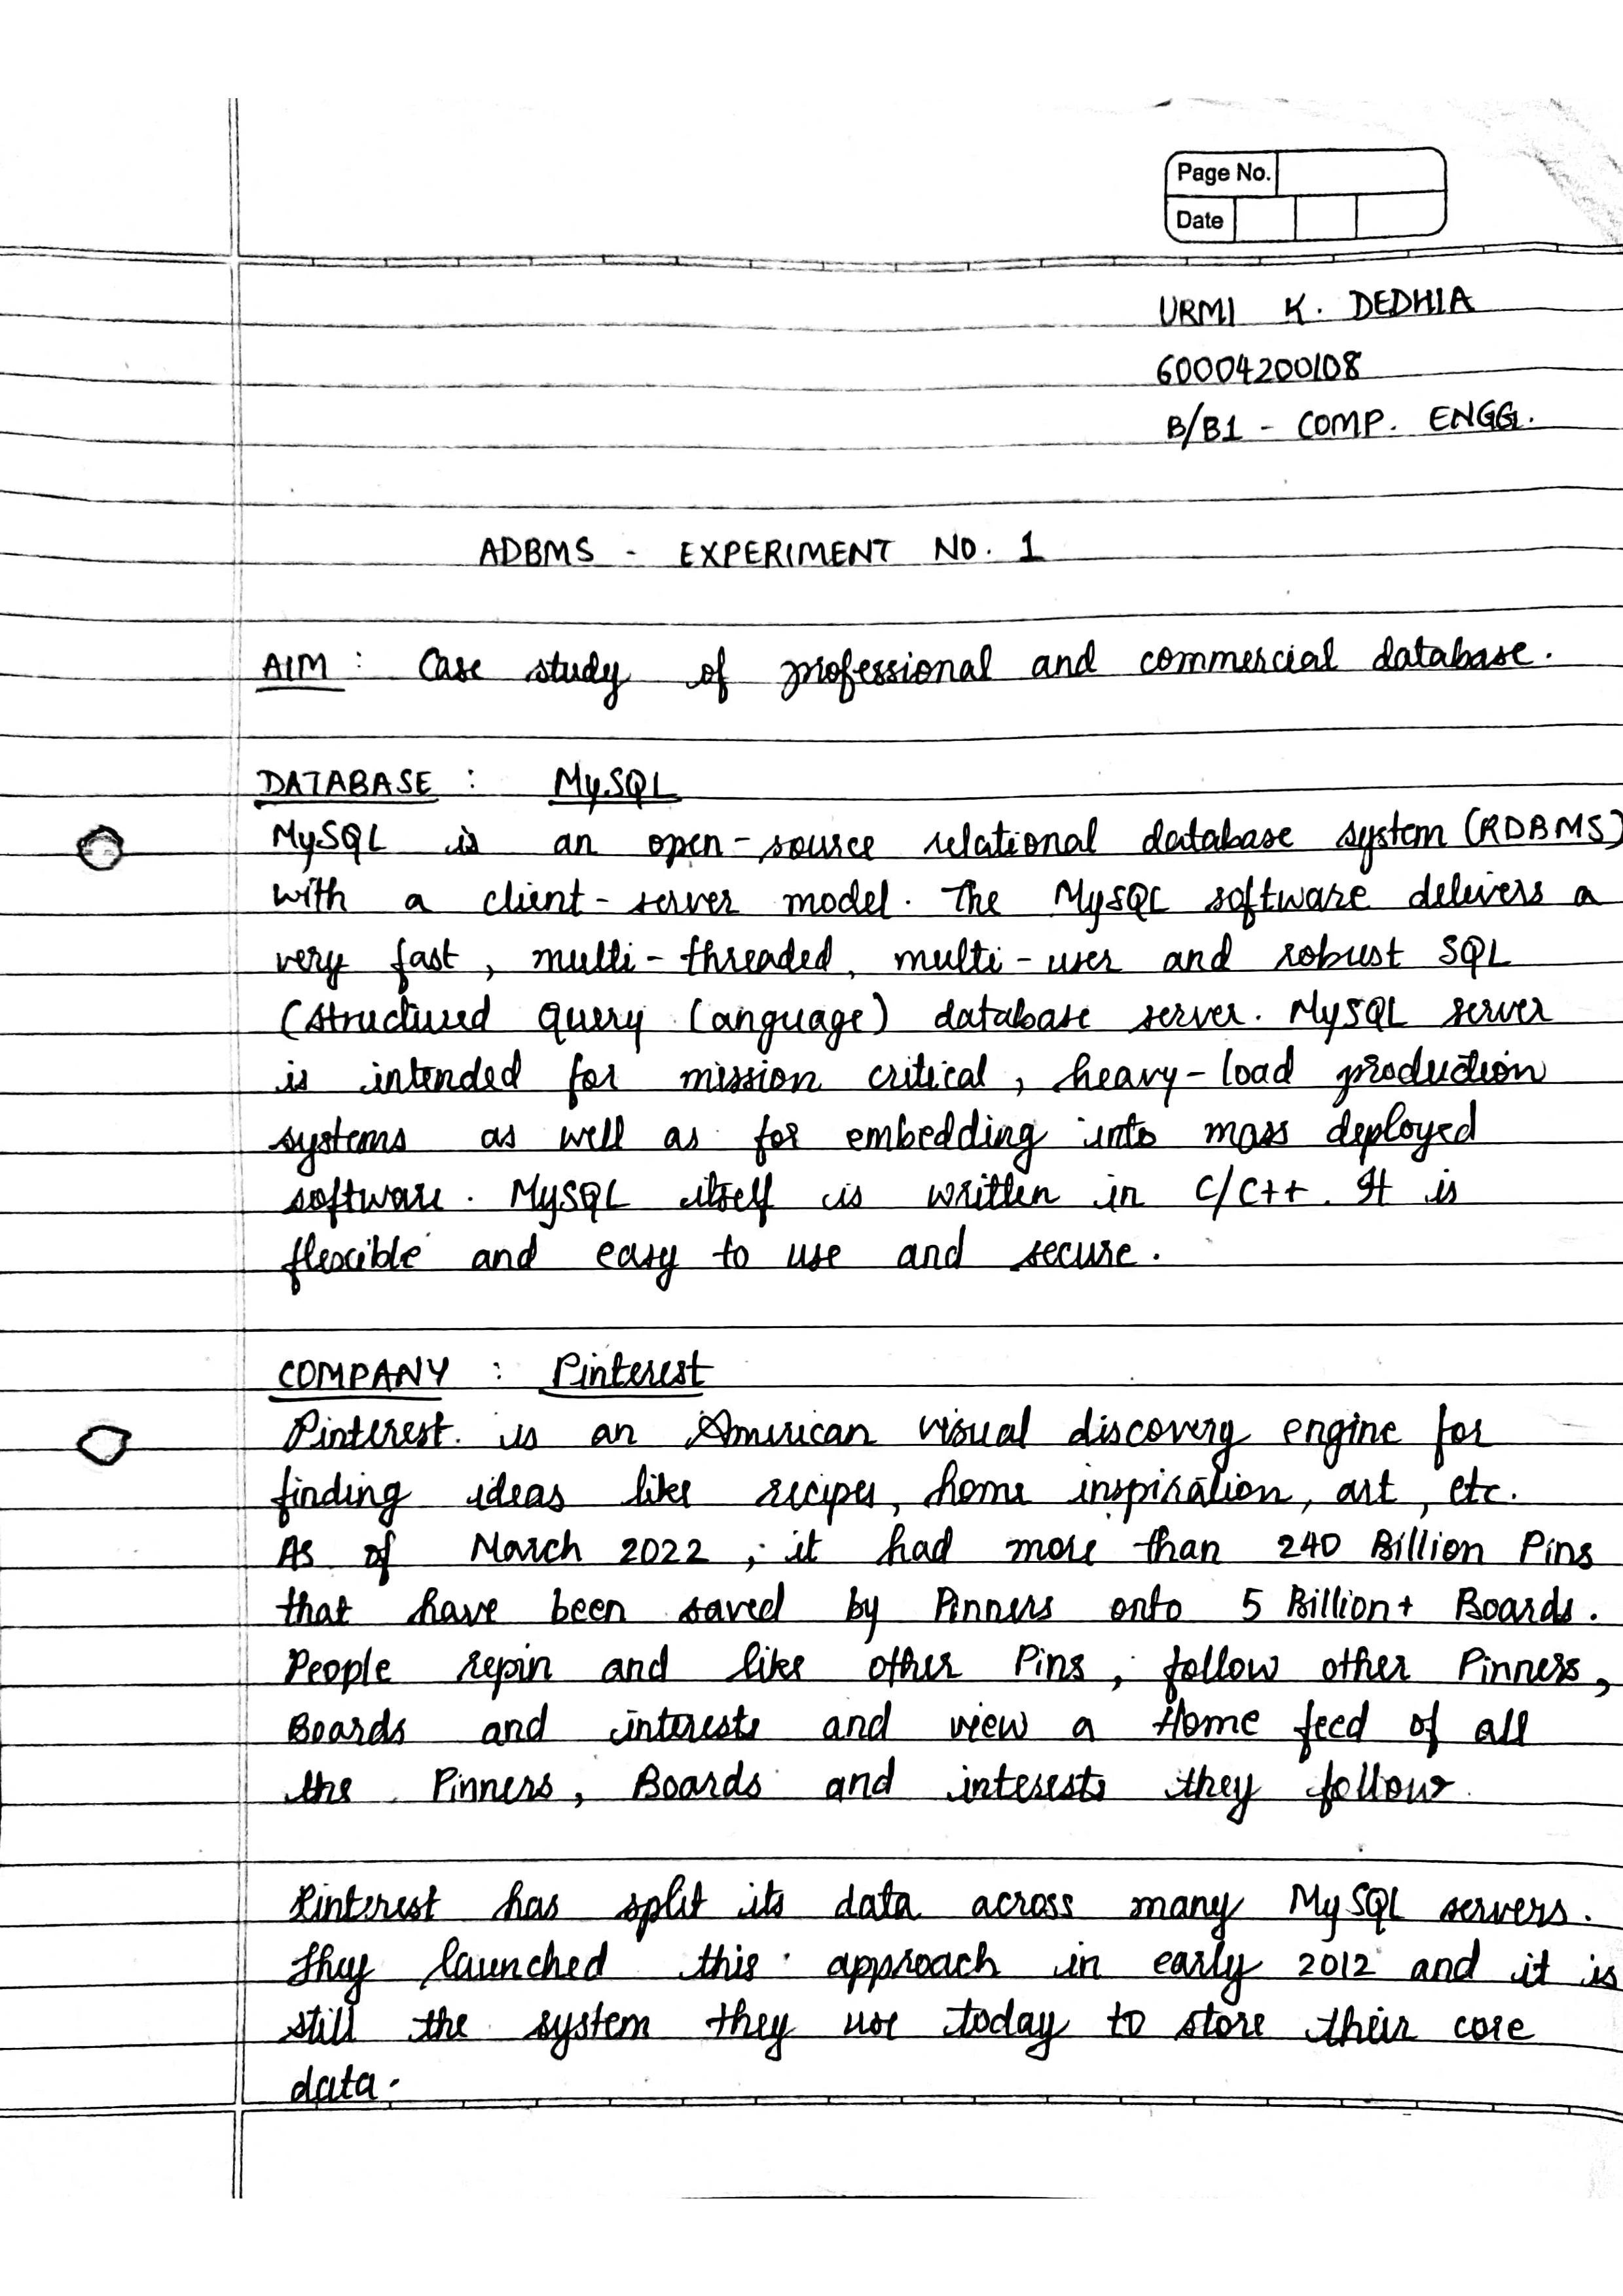 Page No.
Date
URMI K. DEDHIA
60004200108
B/B1 - COMP. ENGG.
ADBMS - EXPERIMENT NO. 1
AIM : Case study of professional and commercial database.
DATABASE : MySQL
MySQL is an open-source relational database system (RDBMS)
with a client-server model. The MySQL software delivers a
very fast, multi-threaded, multi-user and robust SQL
(Structured Query Language) database server. MySQL server
is intended for mission critical, heavy-load production
systems as well as for embedding into mass deployed
software. MySQL itself is written in C/C++. It is
flexible and easy to use and secure.
COMPANY : Pinterest
Pinterest is an American visual discovery engine for
finding ideas like recipes, home inspiration, art, etc.
As of March 2022, it had more than 240 Billion Pins
that have been saved by Pinners onto 5 Billion+ Boards.
People repin and like other Pins, follow other Pinners,
Boards and interests and view a Home feed of all
the Pinners, Boards and interests they follow.
Pinterest has split its data across many MySQL servers.
They launched this approach in early 2012 and it is
still the system they use today to store their core
data.